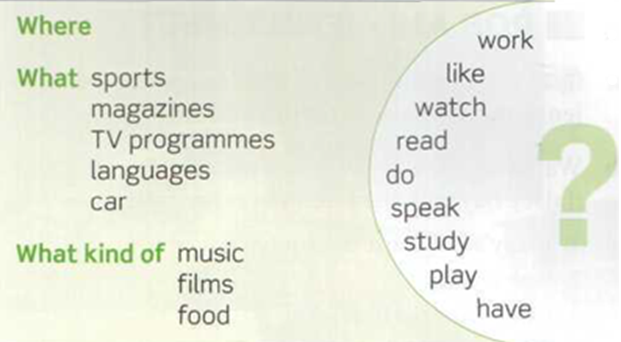 Where
What sports
magazines
TV programmes
languages
car
What kind of music
films
food
work
like
watch
read
do
speak
study
play
have
?